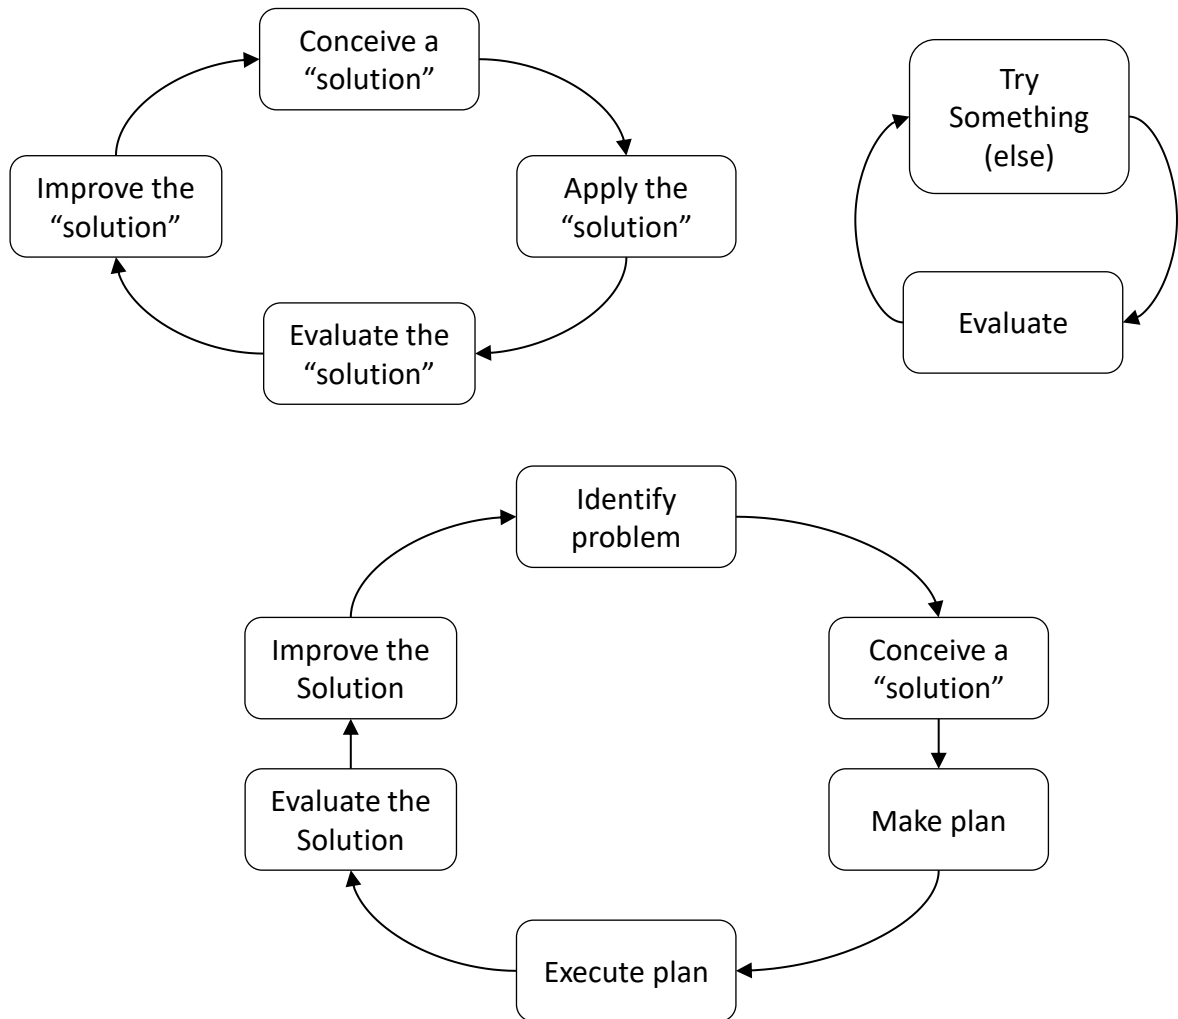 Conceive a
“solution”
Apply the
“solution”
Evaluate the
“solution”
Improve the
“solution”
Try
Something
(else)
Evaluate
Identify
problem
Conceive a
“solution”
Make plan
Execute plan
Evaluate the
Solution
Improve the
Solution